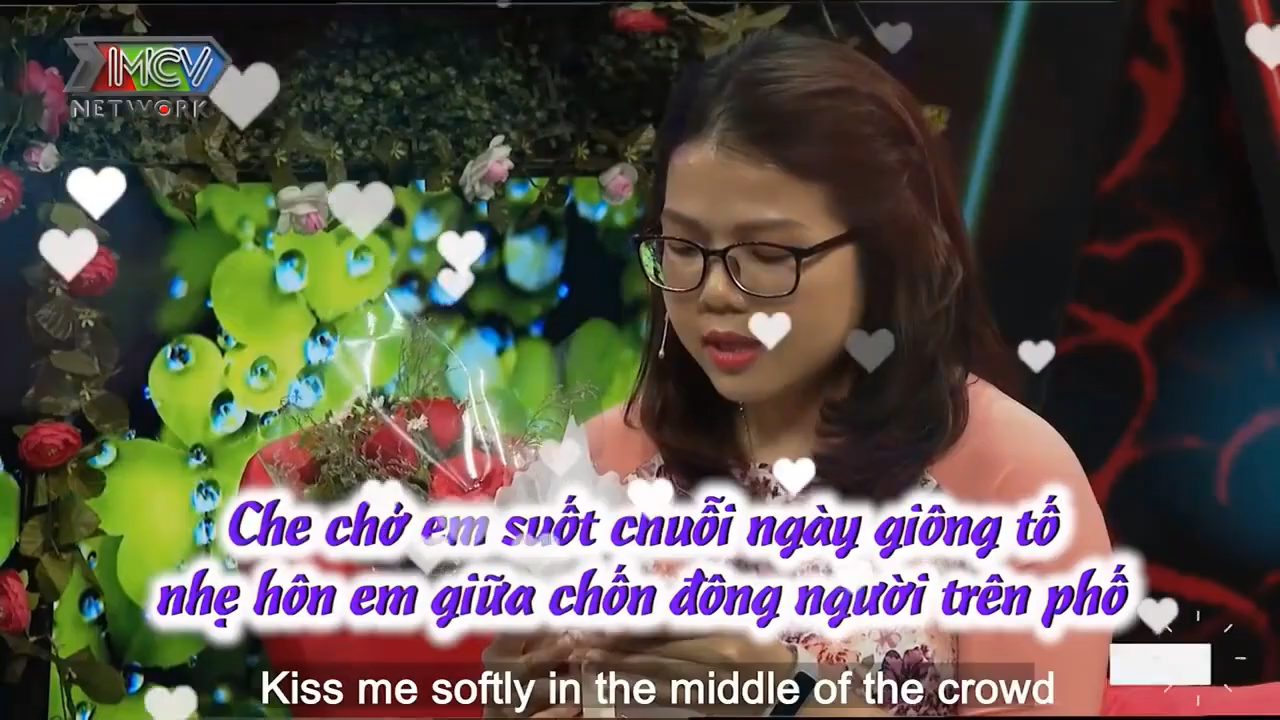 MCV
NETWORK
Che chở em suốt chuỗi ngày giông tố
nhẹ hôn em giữa chốn đông người trên phố
Kiss me softly in the middle of the crowd